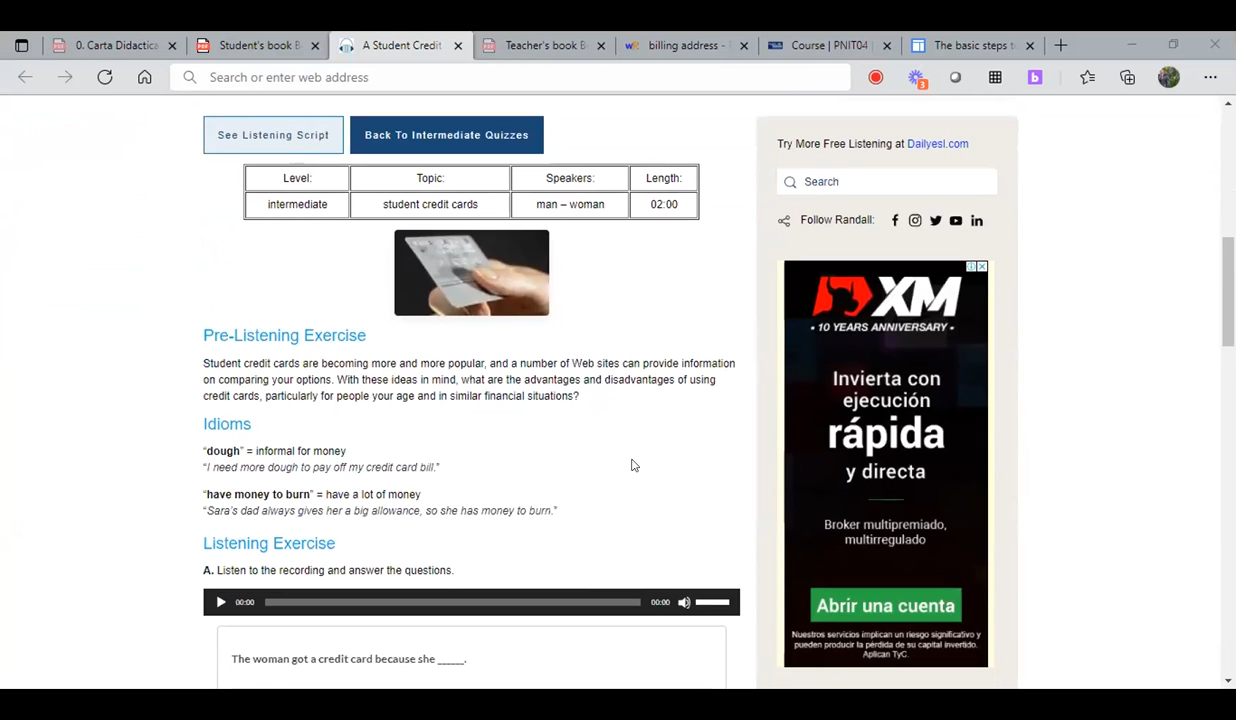 0. Carta Didactica
Student's book B
A Student Credit
Teacher's book B
billing address -
Course | PNIT04
The basic steps t
Search or enter web address
3
b
See Listening Script
Back To Intermediate Quizzes
Level:
Topic:
Speakers:
Length:
intermediate
student credit cards
man – woman
02:00
Pre-Listening Exercise
Student credit cards are becoming more and more popular, and a number of Web sites can provide information
on comparing your options. With these ideas in mind, what are the advantages and disadvantages of using
credit cards, particularly for people your age and in similar financial situations?
Idioms
“dough” = informal for money
“I need more dough to pay off my credit card bill.”
“have money to burn” = have a lot of money
“Sara's dad always gives her a big allowance, so she has money to burn.”
Listening Exercise
A. Listen to the recording and answer the questions.
00:00
00:00
The woman got a credit card because she ______.
Try More Free Listening at Dailyesl.com
Search
Follow Randall:
XM
• 10 YEARS ANNIVERSARY •
Invierta con
ejecución
rápida
y directa
Broker multipremiado,
multirregulado
Abrir una cuenta
Nuestros servicios implican un riesgo significativo y
pueden producir la pérdida de su capital invertido.
Aplican TyC.